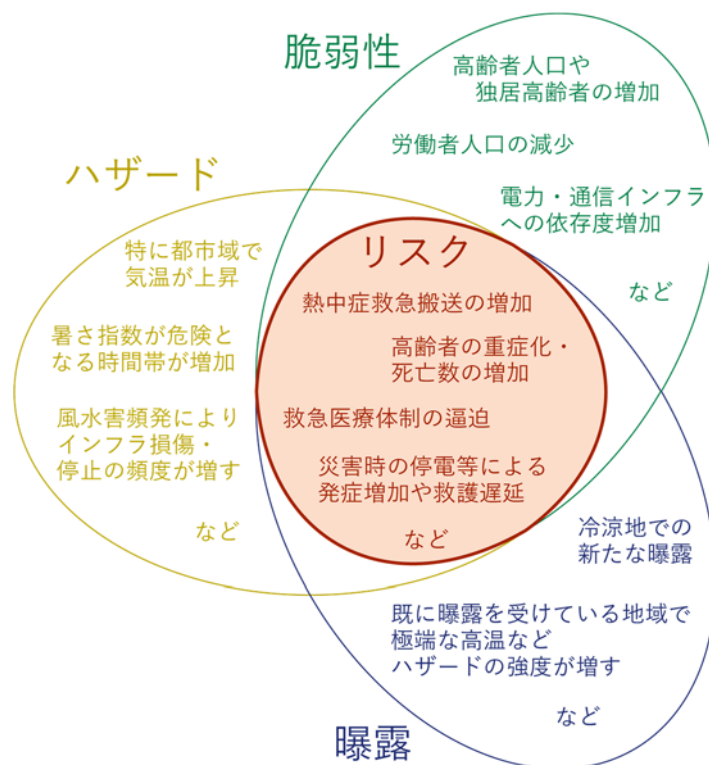 脆弱性
高齢者人口や
独居高齢者の増加
労働者人口の減少
電力・通信インフラ
への依存度増加
など
ハザード
特に都市域で
気温が上昇
暑さ指数が危険と
なる時間帯が増加
風水害頻発により
インフラ損傷・
停止の頻度が増す
など
リスク
熱中症救急搬送の増加
高齢者の重症化・
死亡数の増加
救急医療体制の逼迫
災害時の停電等による
発症増加や救護遅延
など
冷涼地での
新たな曝露
既に曝露を受けている地域で
極端な高温など
ハザードの強度が増す
など
曝露